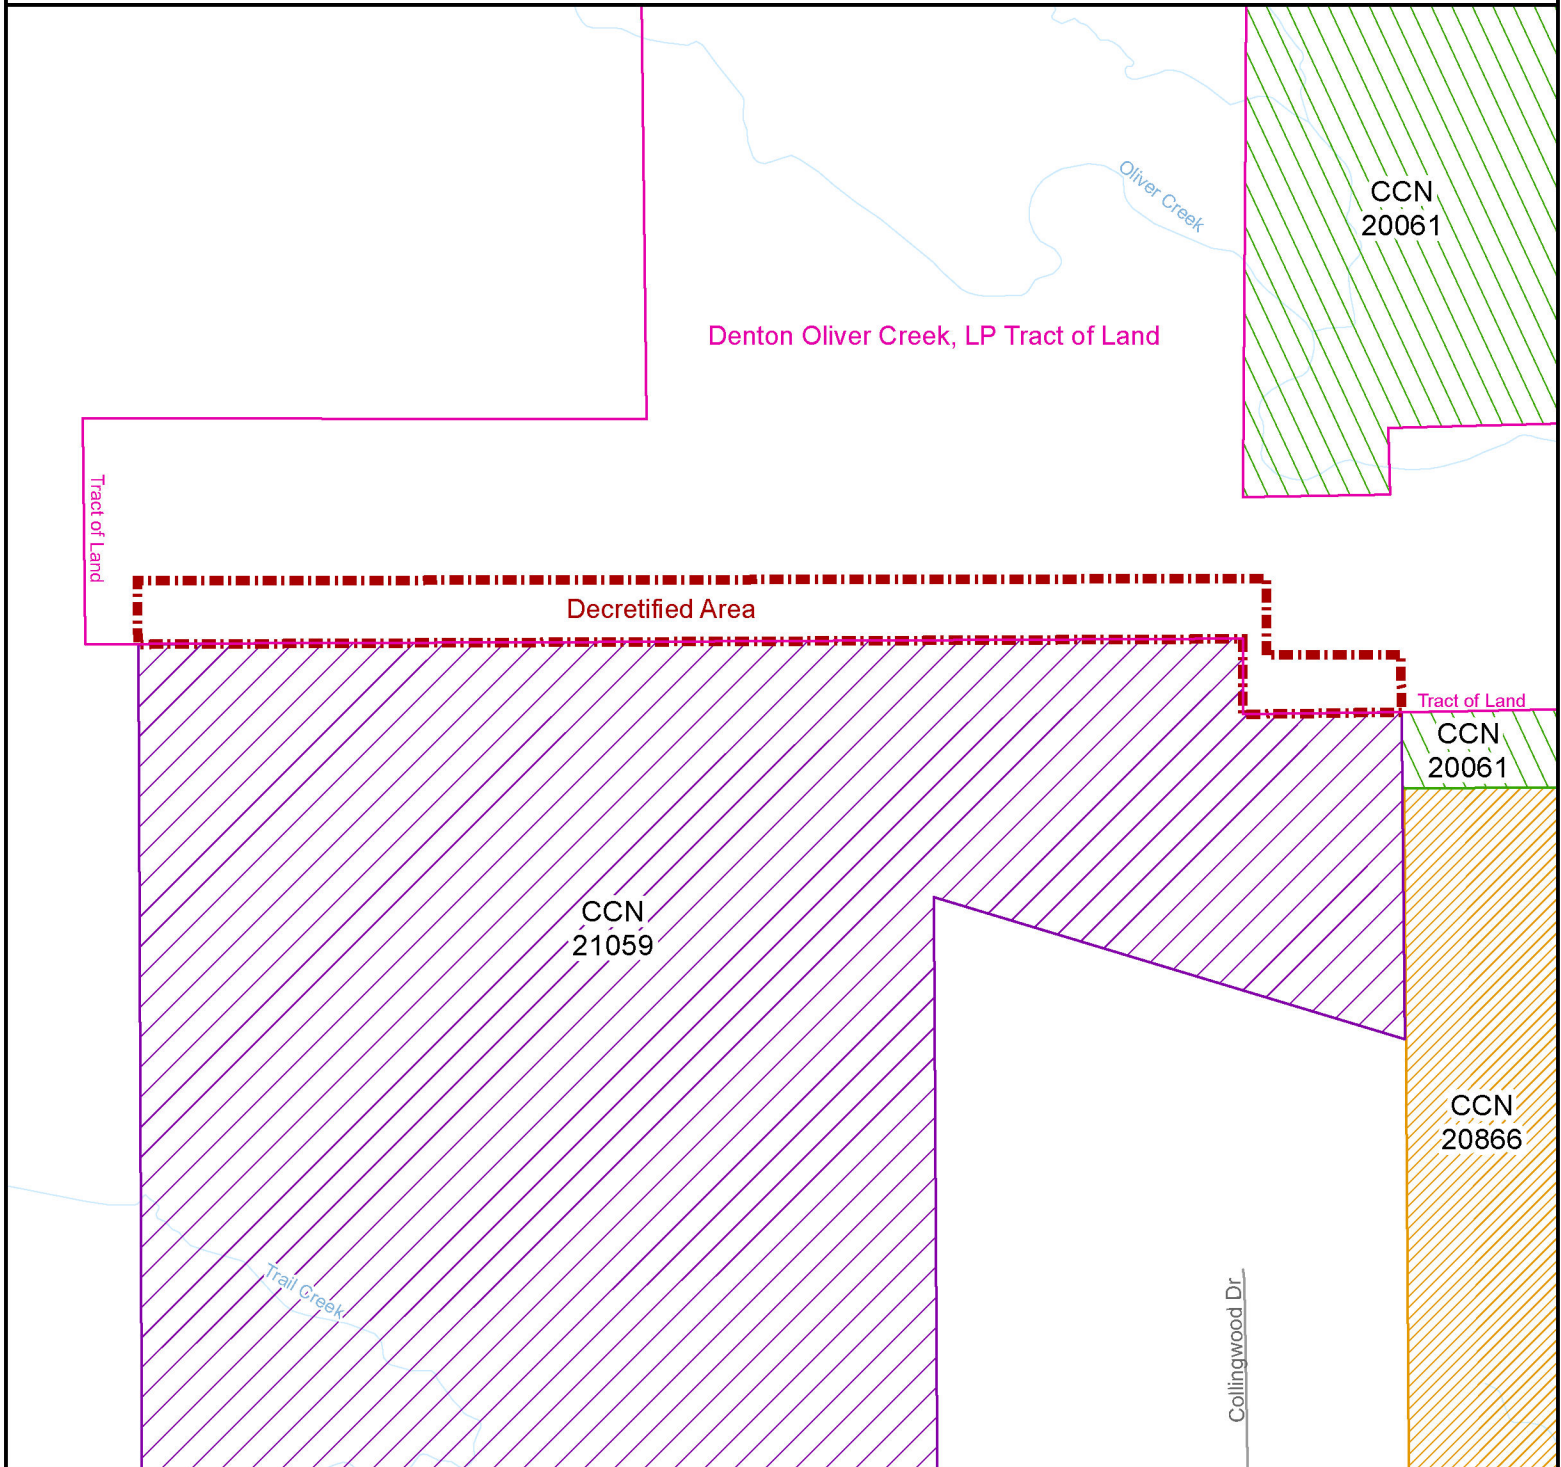 CCN
20061
Oliver Creek
Denton Oliver Creek, LP Tract of Land
Tract of Land
Decretified Area
Tract of Land
CCN
20061
CCN
21059
CCN
20866
Trail Creek
Collingwood Dr